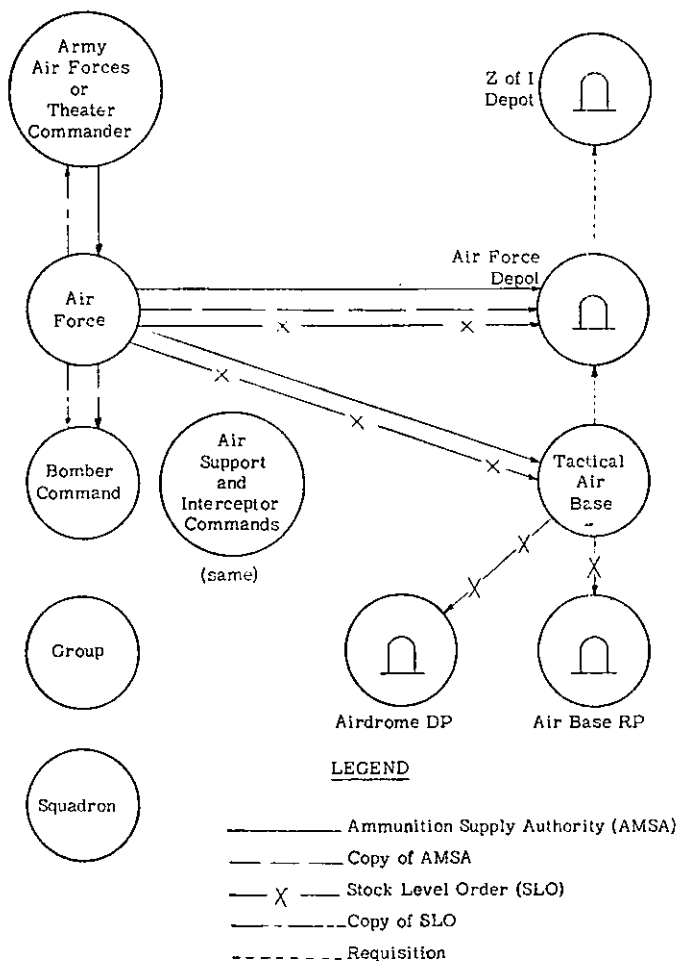 Army
Air Forces
or
Theater
Commander
Z of I
Depot
Air
Force
Air Force
Depot
Bomber
Command
Air
Support
and
Interceptor
Commands
(same)
Tactical
Air
Base
Group
Airdrome DP
Air Base RP
Squadron
LEGEND
Ammunition Supply Authority (AMSA)
Copy of AMSA
X Stock Level Order (SLO)
Copy of SLO
Requisition